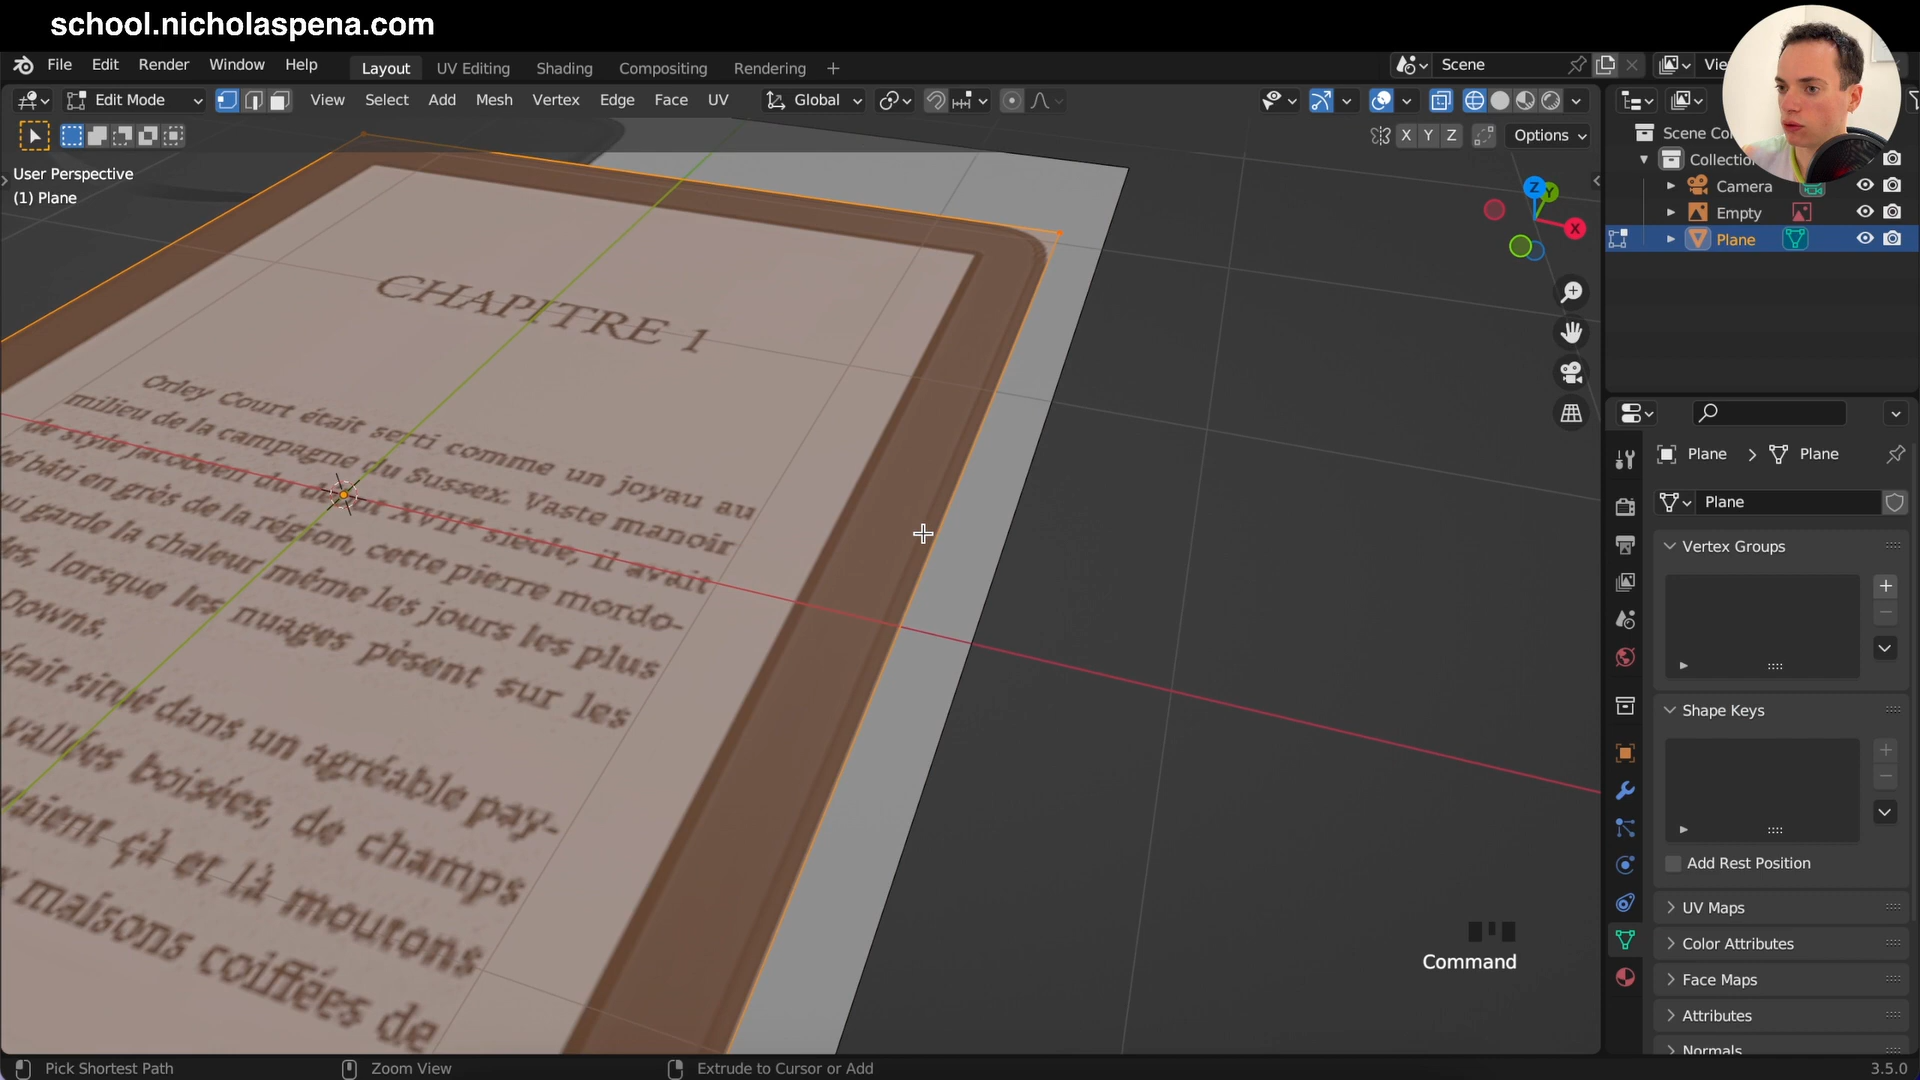 school.nicholaspena.com
File Edit Render Window Help Layout UV Editing Shading Compositing Rendering + Scene
Edit Mode View Select Add Mesh Vertex Edge Face UV Global
X Y Z Options
User Perspective
(1) Plane
Z Y X
Collection
Camera
Empty
Plane
CHAPITRE 1
Orley Court était serti comme un joyau au
milieu de la campagne du Sussex. Vaste manoir
de style jacobéen du XVIIe siècle, il avait
été bâti en grès de la région, cette pierre mordo-
qui garde la chaleur même les jours les plus
lorsque les nuages pèsent sur les
Downs.
était situé dans un agréable pay-
vallées boisées, de champs
çà et là moutons
maisons coiffées de
Plane > Plane
Plane
Vertex Groups
Shape Keys
Add Rest Position
UV Maps
Color Attributes
Face Maps
Attributes
Normals
Command
Pick Shortest Path Zoom View Extrude to Cursor or Add 3.5.0